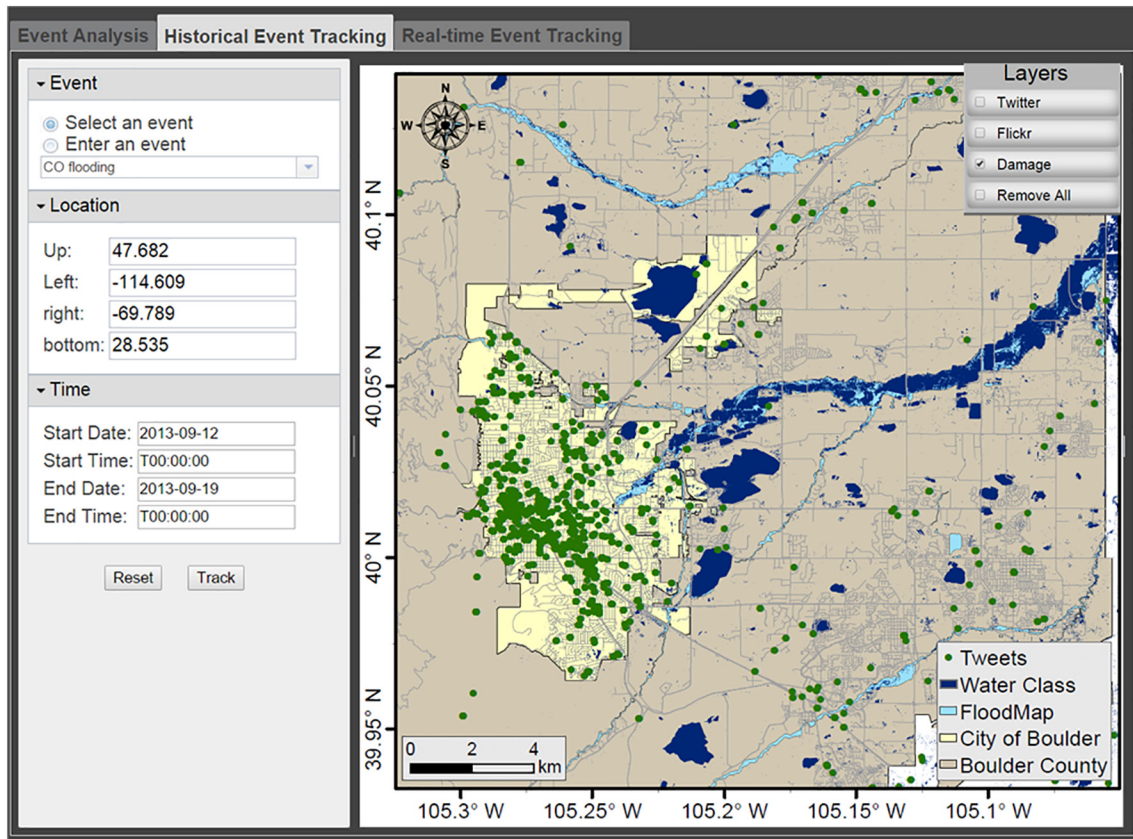 Event Analysis
Historical Event Tracking
Real-time Event Tracking
Event
Select an event
Enter an event
CO flooding
Location
Up: 47.682
Left: -114.609
right: -69.789
bottom: 28.535
Time
Start Date: 2013-09-12
Start Time: T00:00:00
End Date: 2013-09-19
End Time: T00:00:00
Reset
Track
N
W
E
S
Layers
Twitter
Flickr
Damage
Remove All
40.1° N
40.05° N
40° N
39.95° N
Tweets
Water Class
FloodMap
City of Boulder
Boulder County
0 2 4
km
105.3° W 105.25° W 105.2° W 105.15° W 105.1° W